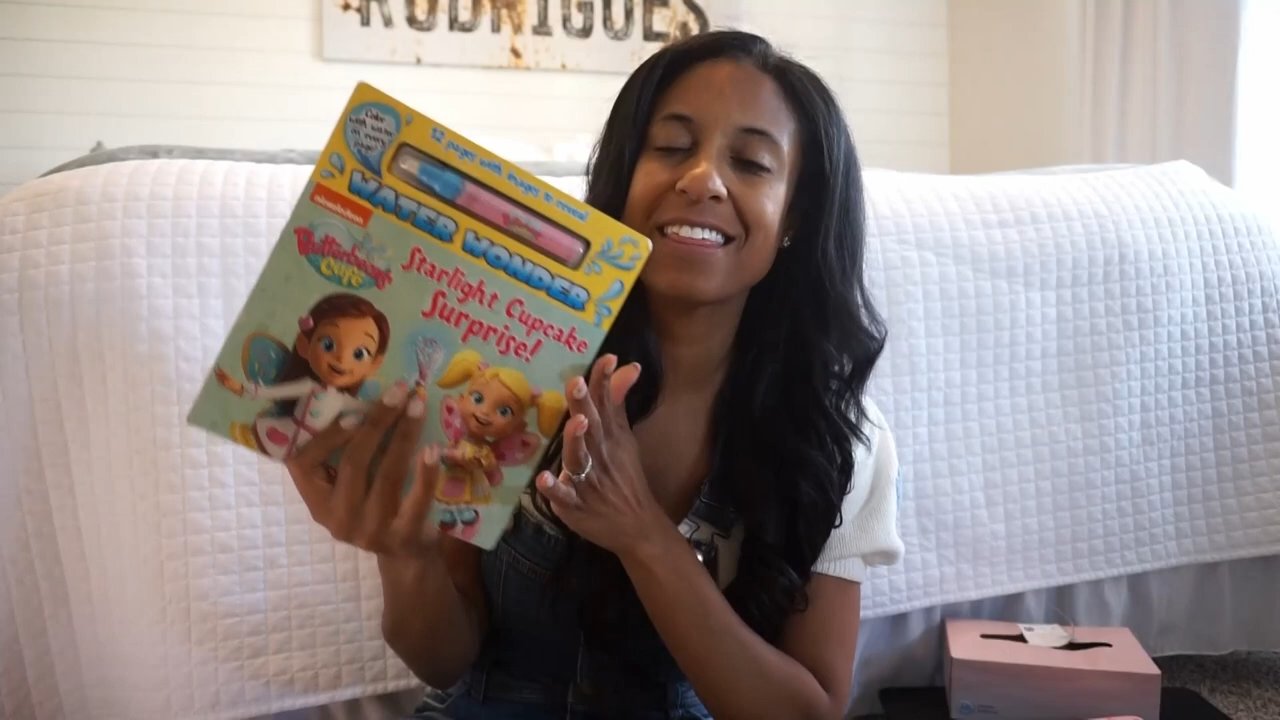 RODRIGUES
Color
with water
on every
page!
12 pages with images to reveal
WATER WONDER
nickelodeon
Butterbean's
Café
Starlight Cupcake
Surprise!